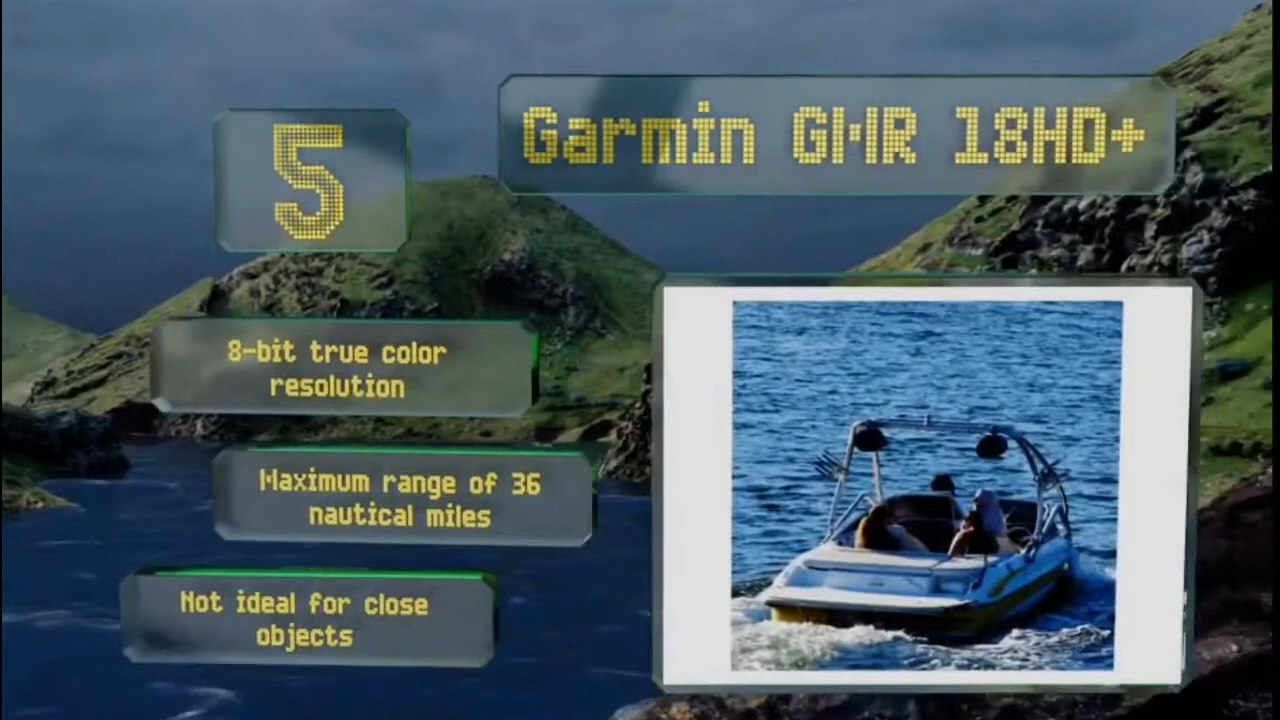 5
Garmin GMR 18HD+
8-bit true color
resolution
Maximum range of 36
nautical miles
Not ideal for close
objects